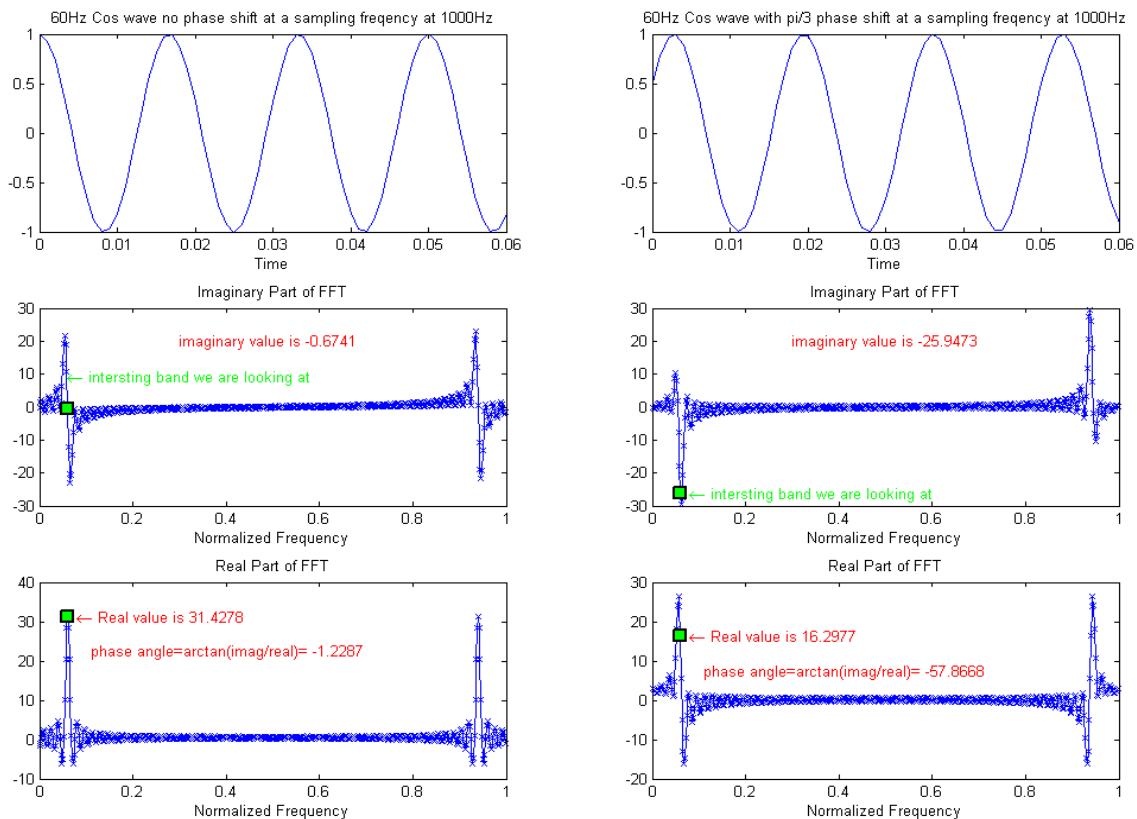 60Hz Cos wave no phase shift at a sampling freqency at 1000Hz
1
0.5
0
-0.5
-1
0 0.01 0.02 0.03 0.04 0.05 0.06
Time
60Hz Cos wave with pi/3 phase shift at a sampling frequency at 1000Hz
1
0.5
0
-0.5
-1
0 0.01 0.02 0.03 0.04 0.05 0.06
Time
Imaginary Part of FFT
30
20
10
0
-10
-20
-30
imaginary value is -0.6741
← intersting band we are looking at
0 0.2 0.4 0.6 0.8 1
Normalized Frequency
Imaginary Part of FFT
30
20
10
0
-10
-20
-30
imaginary value is -25.9473
← intersting band we are looking at
0 0.2 0.4 0.6 0.8 1
Normalized Frequency
Real Part of FFT
40
30
20
10
0
-10
← Real value is 31.4278
phase angle=arctan(imag/real)= -1.2287
0 0.2 0.4 0.6 0.8 1
Normalized Frequency
Real Part of FFT
30
20
10
0
-10
-20
← Real value is 16.2977
phase angle=arctan(imag/real)= -57.8668
0 0.2 0.4 0.6 0.8 1
Normalized Frequency